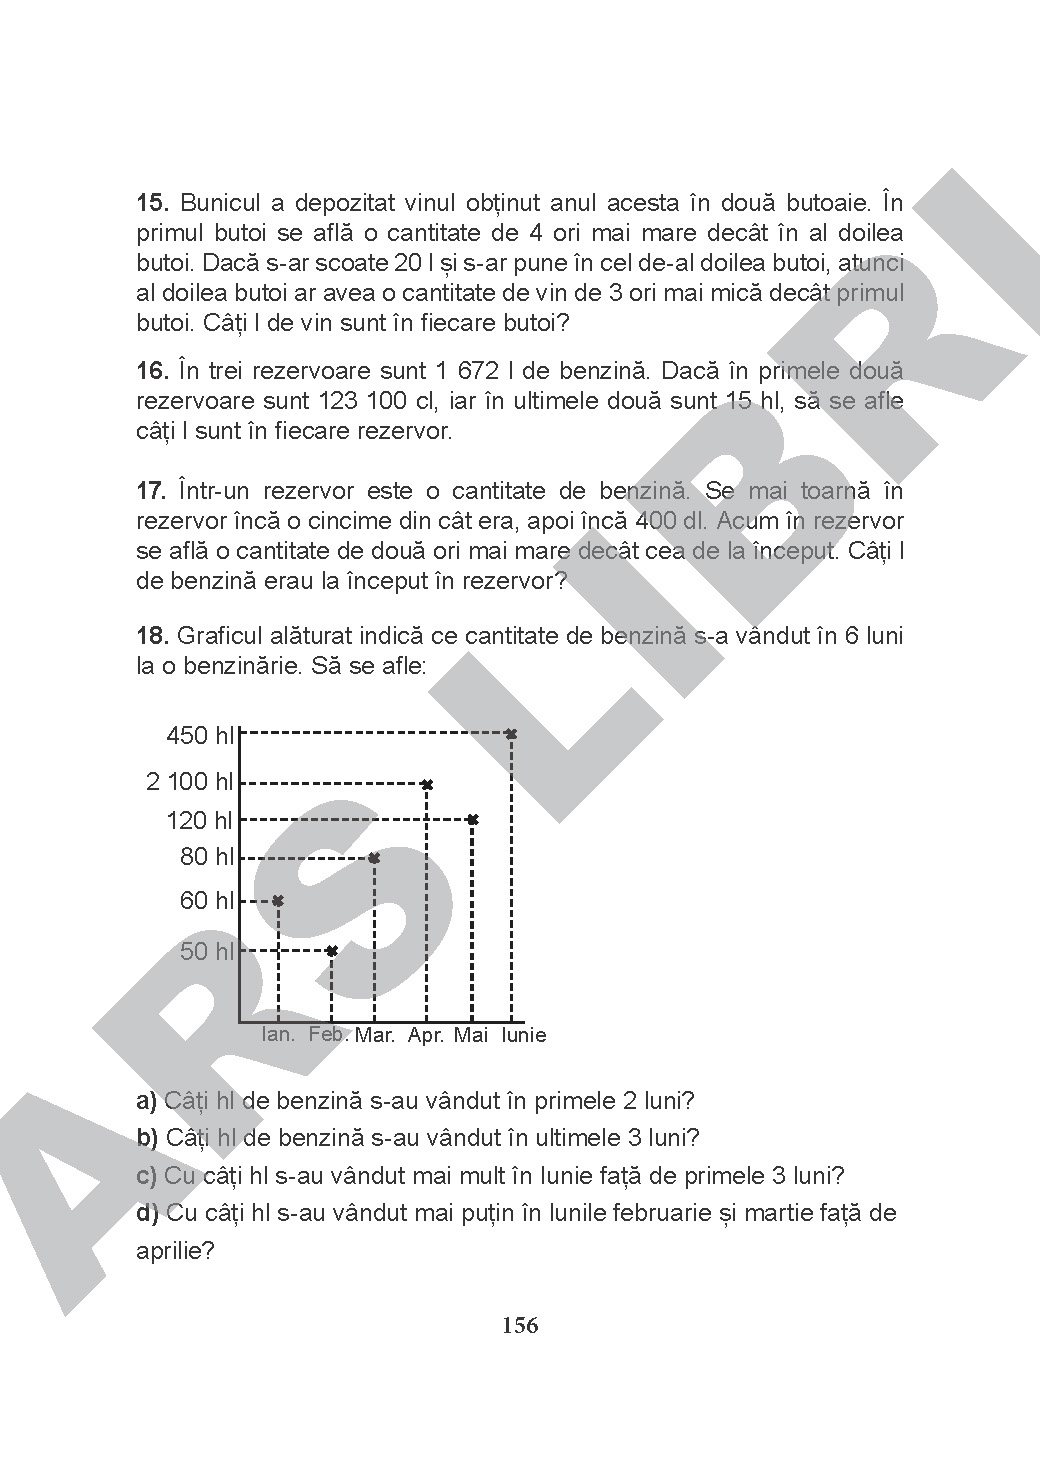 15. Bunicul a depozitat vinul obținut anul acesta în două butoaie. În
primul butoi se află o cantitate de 4 ori mai mare decât în al doilea
butoi. Dacă s-ar scoate 20 l și s-ar pune în cel de-al doilea butoi, atunci
al doilea butoi ar avea o cantitate de vin de 3 ori mai mică decât primul
butoi. Câți l de vin sunt în fiecare butoi?
16. În trei rezervoare sunt 1 672 l de benzină. Dacă în primele două
rezervoare sunt 123 100 cl, iar în ultimele două sunt 15 hl, să se afle
câți l sunt în fiecare rezervor.
17. Într-un rezervor este o cantitate de benzină. Se mai toarnă în
rezervor încă o cincime din cât era, apoi încă 400 dl. Acum în rezervor
se află o cantitate de două ori mai mare decât cea de la început. Câți l
de benzină erau la început în rezervor?
18. Graficul alăturat indică ce cantitate de benzină s-a vândut în 6 luni
la o benzinărie. Să se afle:
450 hl
2 100 hl
120 hl
80 hl
60 hl
50 hl
Ian. Feb. Mar. Apr. Mai Iunie
a) Câți hl de benzină s-au vândut în primele 2 luni?
b) Câți hl de benzină s-au vândut în ultimele 3 luni?
c) Cu câți hl s-au vândut mai mult în Iunie față de primele 3 luni?
d) Cu câți hl s-au vândut mai puțin în lunile februarie și martie față de
aprilie?
156
ARS LIBRI